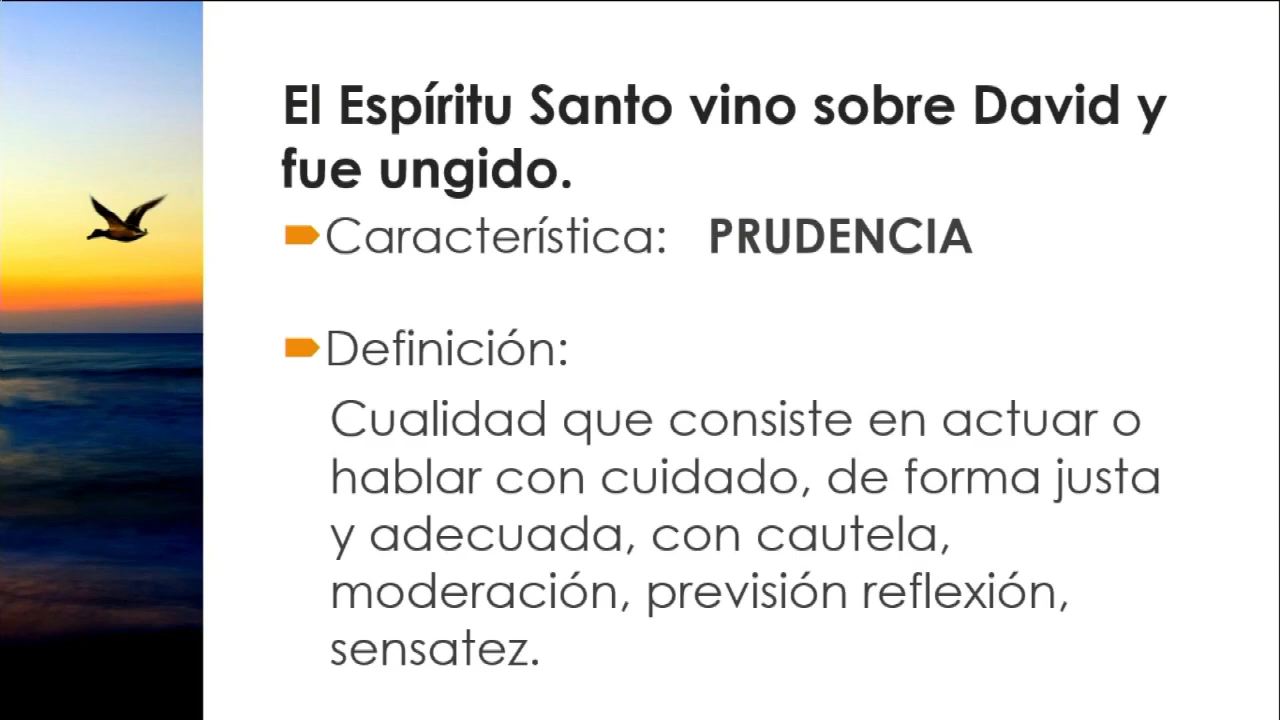 El Espíritu Santo vino sobre David y
fue ungido.
Característica: PRUDENCIA
Definición:
Cualidad que consiste en actuar o
hablar con cuidado, de forma justa
y adecuada, con cautela,
moderación, previsión reflexión,
sensatez.